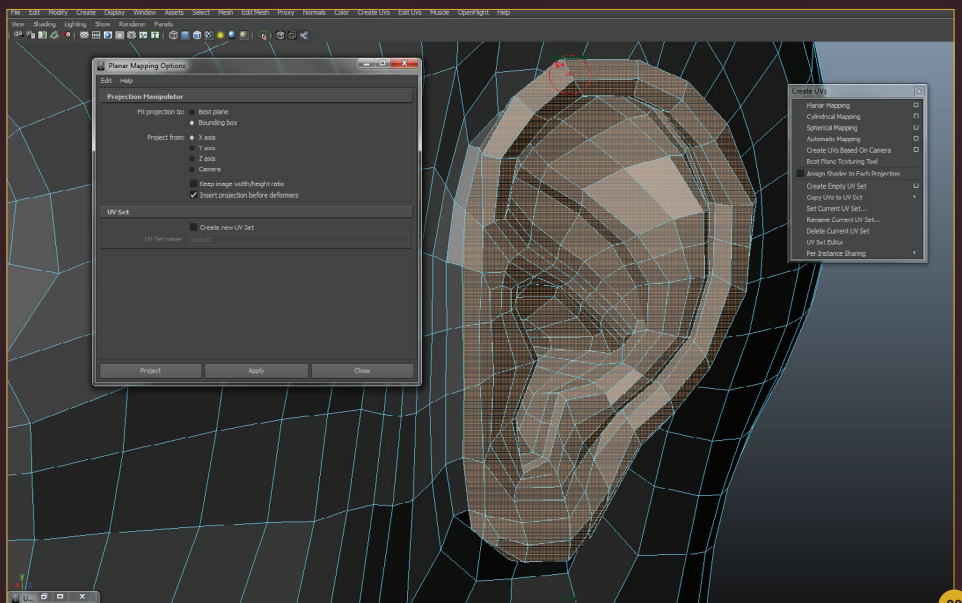 File Edit Modify Create Display Window Assets Select Mesh Edit Mesh Proxy Normals Color Create UVs Edit UVs Muscle OpenFlight Help
View Shading Lighting Show Renderer Panels
Planar Mapping Options
Edit Help
Projection Manipulator
Fit projection to: Best plane
Bounding box
Project from: X axis
Y axis
Z axis
Camera
Keep image width/height ratio
Insert projection before deformers
UV Set
Create new UV Set
UV Set name: uvSet1
Project Apply Close
Create UVs
Planar Mapping
Cylindrical Mapping
Spherical Mapping
Automatic Mapping
Create UVs Based On Camera
Best Plane Texturing Tool
Assign Shader to Each Projection
Create Empty UV Set
Copy UVs to UV Set
Set Current UV Set...
Rename Current UV Set...
Delete Current UV Set
UV Set Editor
Per Instance Sharing
y
x z
U...